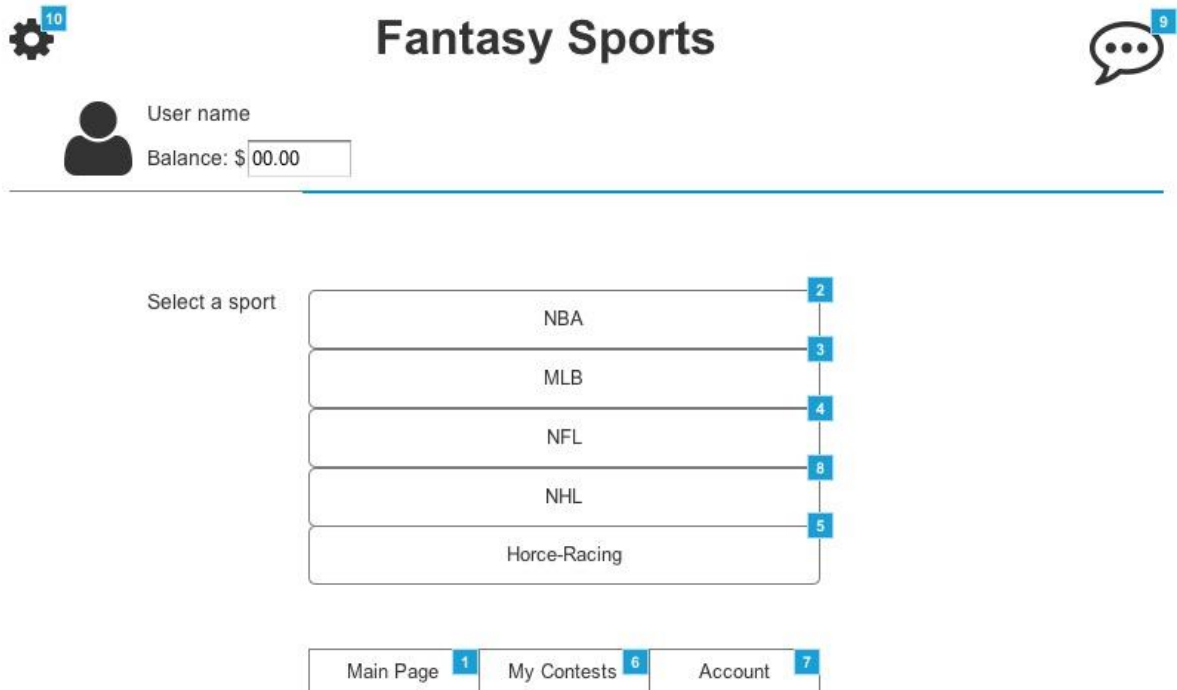 10
Fantasy Sports
9
User name
Balance: $ 00.00
2
Select a sport
NBA
3
MLB
4
NFL
8
NHL
5
Horce-Racing
Main Page 1 My Contests 6 Account 7